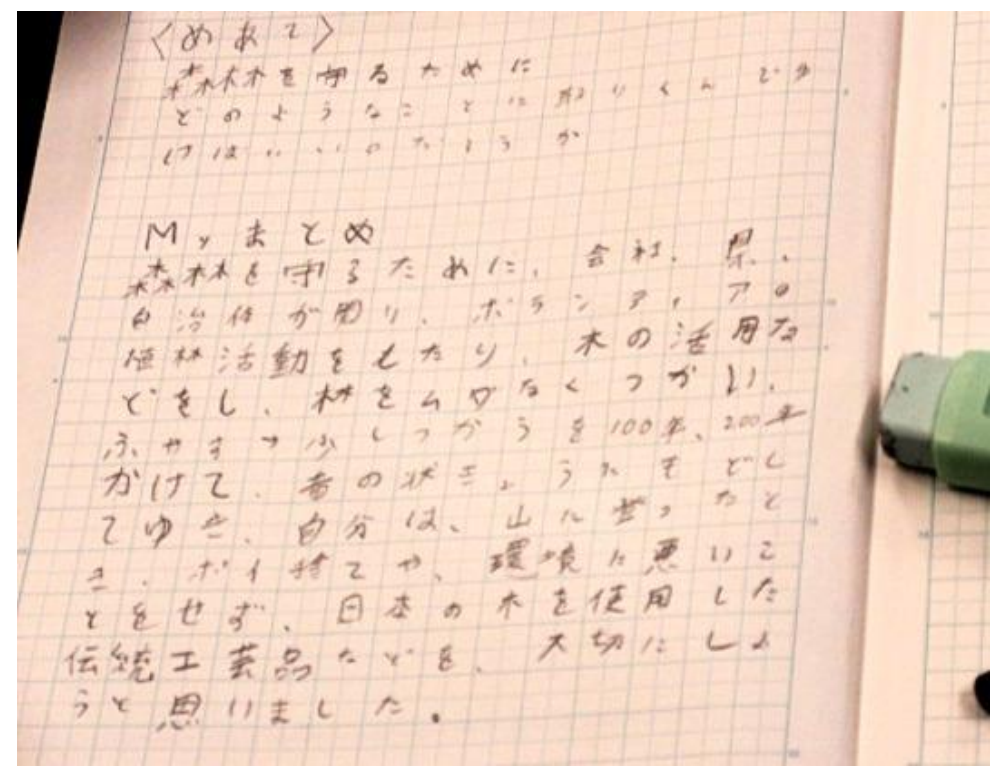 〈めあて〉
森林を守るために
どのようなことに取りくんでい
けばいいのだろうか
Myまとめ
森林を守るために、会社、県、
自治体が周り、ボランティアの
植林活動をしたり、木の活用な
どをし、木をムダなくつかい、
ふやす→少しつかうを100年、200年
かけて、昔の状きょうにもどし
てゆき、自分は、山に登ったと
き、ポイ捨てや、環境に悪いこ
とをせず、日本の木を使用した
伝統工芸品などを、大切にしよ
うと思いました。